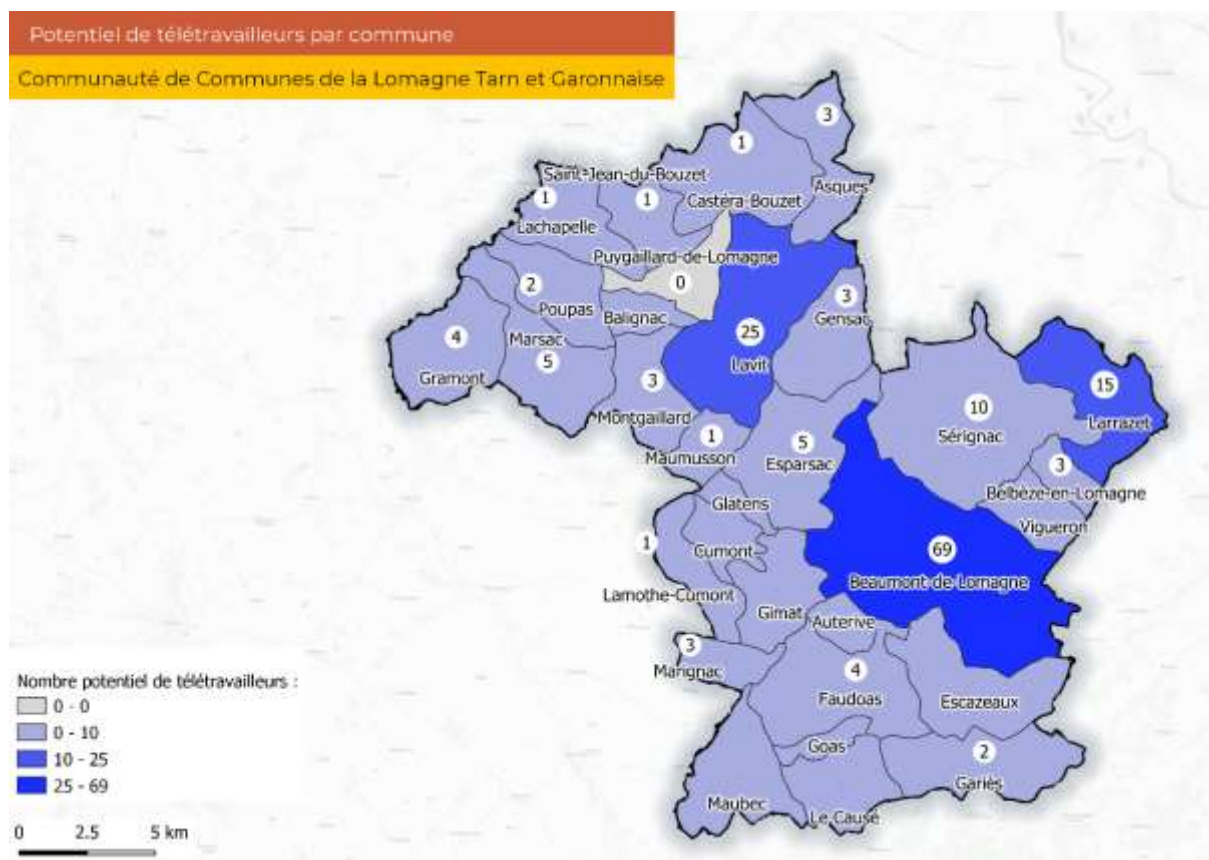 Potentiel de télétravailleurs par commune
Communauté de Communes de la Lomagne Tarn et Garonnaise
3
1
Saint-Jean-du-Bouzet
Asques
1
1
Castéra-Bouzet
Lachapelle
Puygaillard-de-Lomagne
0
2
3
Poupas
Balignac
Gensac
4
Marsac
25
5
Lavit
Gramont
3
15
10
Montgaillard
Larrazet
1
5
Sérignac
Maumusson
Esparsac
3
Belbèze-en-Lomagne
Glatens
Vigueron
1
Cumont
69
Beaumont de Lomagne
Lamothe-Cumont
Gimat
Auterive
3
Marignac
4
Faudoas
Escazeaux
Goas
2
Gariès
Maubec
Le Causé
Nombre potentiel de télétravailleurs :
0 - 0
0 - 10
10 - 25
25 - 69
0 2.5 5 km